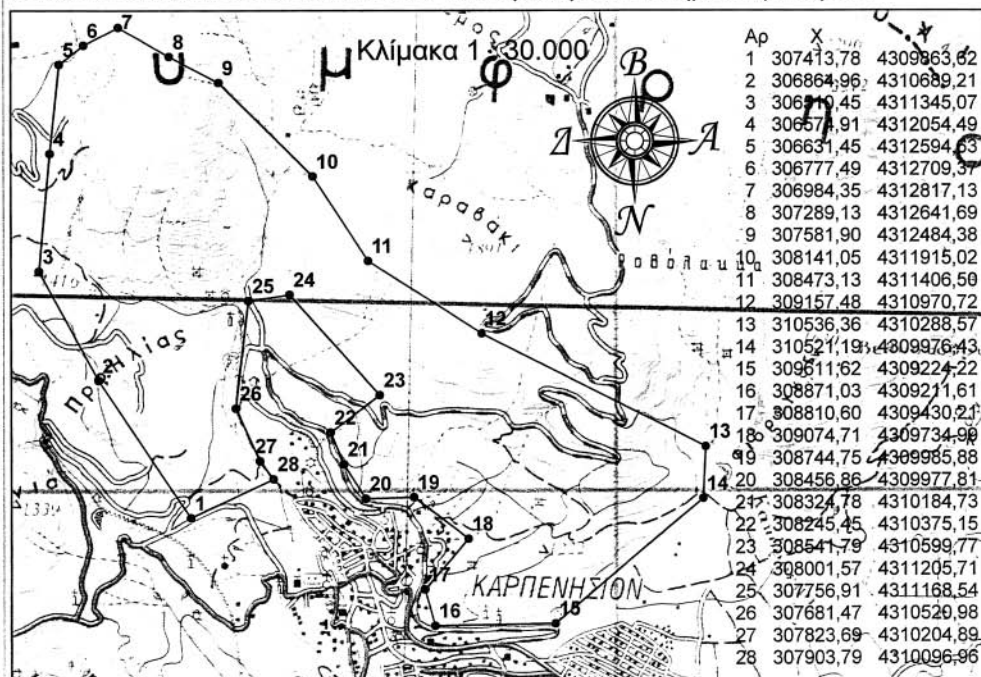 Κλίμακα 1 : 30.000
υ μ φ ο
η
Β
Δ Α
Ν
καραβακι
Προβόλακκα
Πρ. Ηλίας
ΚΑΡΠΕΝΗΣΙΟΝ
1
2
3
4
5
6
7
8
9
10
11
12
13
14
15
16
17
18
19
20
21
22
23
24
25
26
27
28
Αρ Χ Υ
1 307413,78 4309863,62
2 306864,96 4310689,21
3 306510,45 4311345,07
4 306574,91 4312054,49
5 306631,45 4312594,63
6 306777,49 4312709,37
7 306984,35 4312817,13
8 307289,13 4312641,69
9 307581,90 4312484,38
10 308141,05 4311915,02
11 308473,13 4311406,50
12 309157,48 4310970,72
13 310536,36 4310288,57
14 310521,19 4309976,43
15 309611,62 4309224,22
16 308871,03 4309211,61
17 308810,60 4309430,21
18 309074,71 4309734,99
19 308744,75 4309985,88
20 308456,86 4309977,81
21 308324,78 4310184,73
22 308245,45 4310375,15
23 308541,79 4310599,77
24 308001,57 4311205,71
25 307756,91 4311168,54
26 307681,47 4310520,98
27 307823,69 4310204,89
28 307903,79 4310096,96